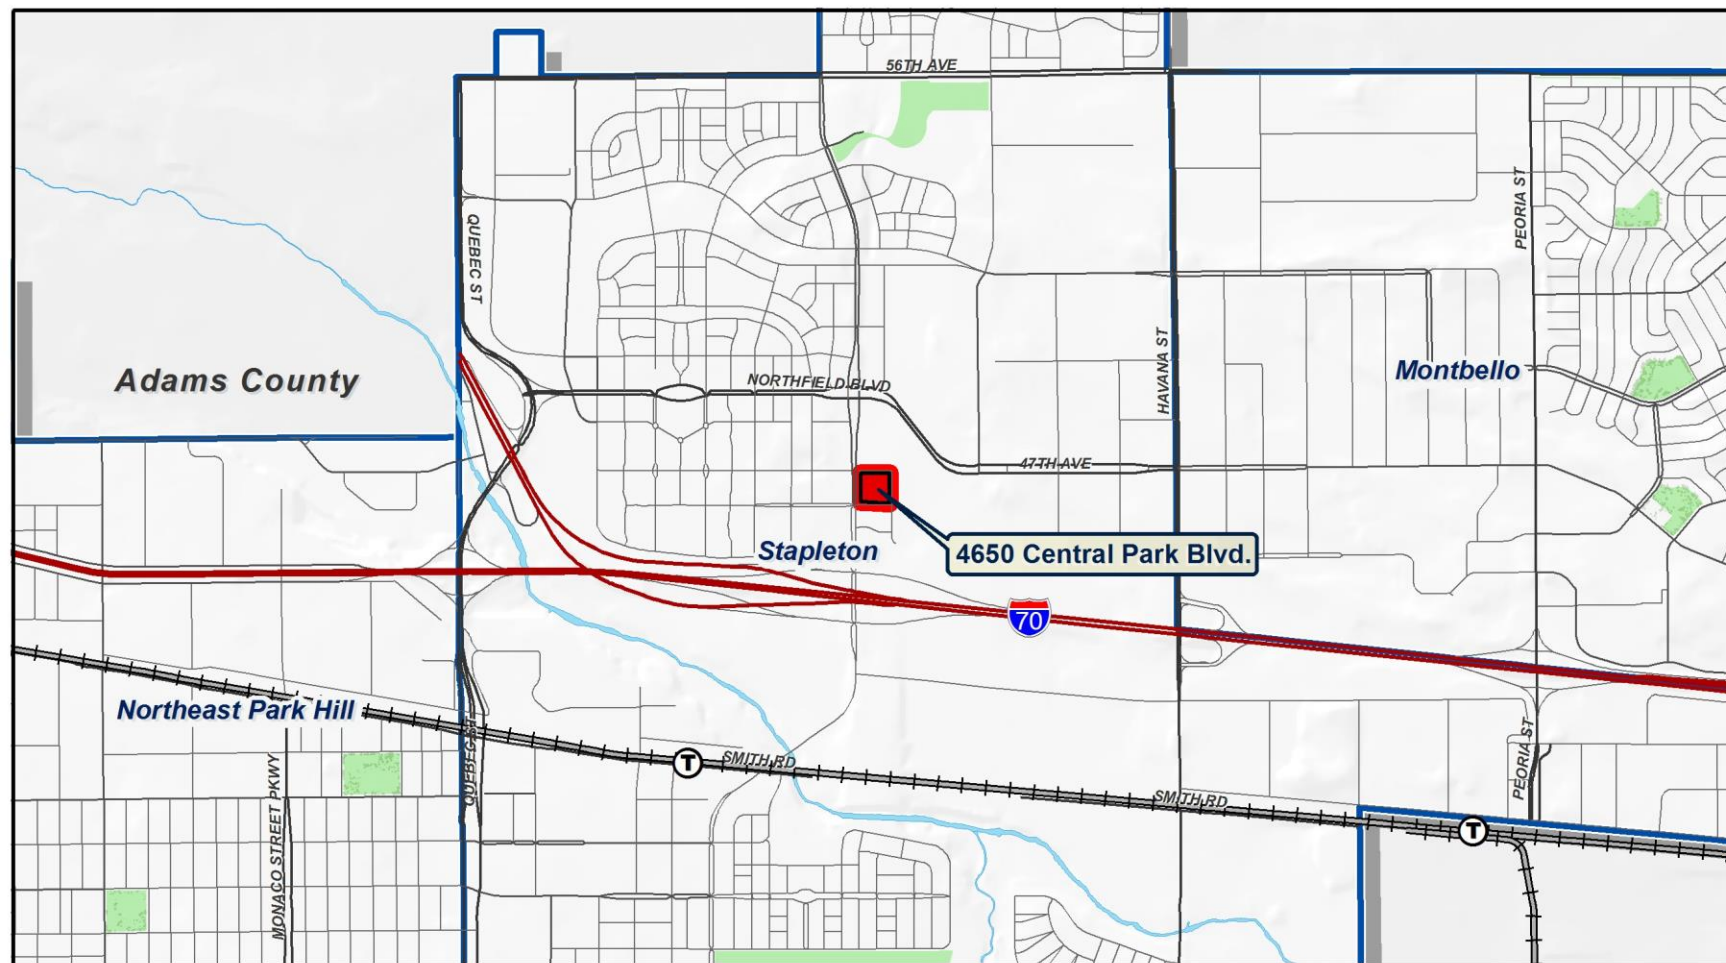 56TH AVE
PEORIA ST
QUEBEC ST
HAVANA ST
Adams County
NORTHFIELD BLVD
Montbello
47TH AVE
Stapleton
4650 Central Park Blvd.
70
Northeast Park Hill
QUEBEC ST
MONACO STREET PKWY
T
SMITH RD
PEORIA ST
SMITH RD
T